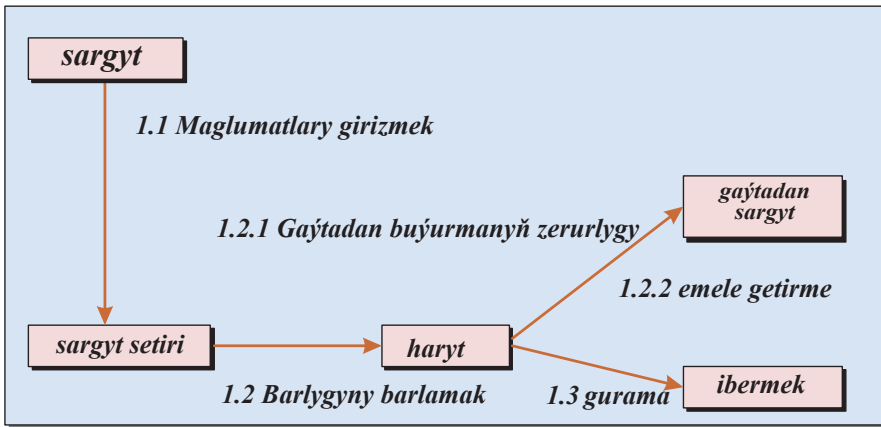 sargyt
1.1 Maglumatlary girizmek
gaýtadan
sargyt
1.2.1 Gaýtadan buýurmanyň zerurlygy
1.2.2 emele getirme
sargyt setiri
haryt
1.2 Barlygyny barlamak
1.3 gurama
ibermek